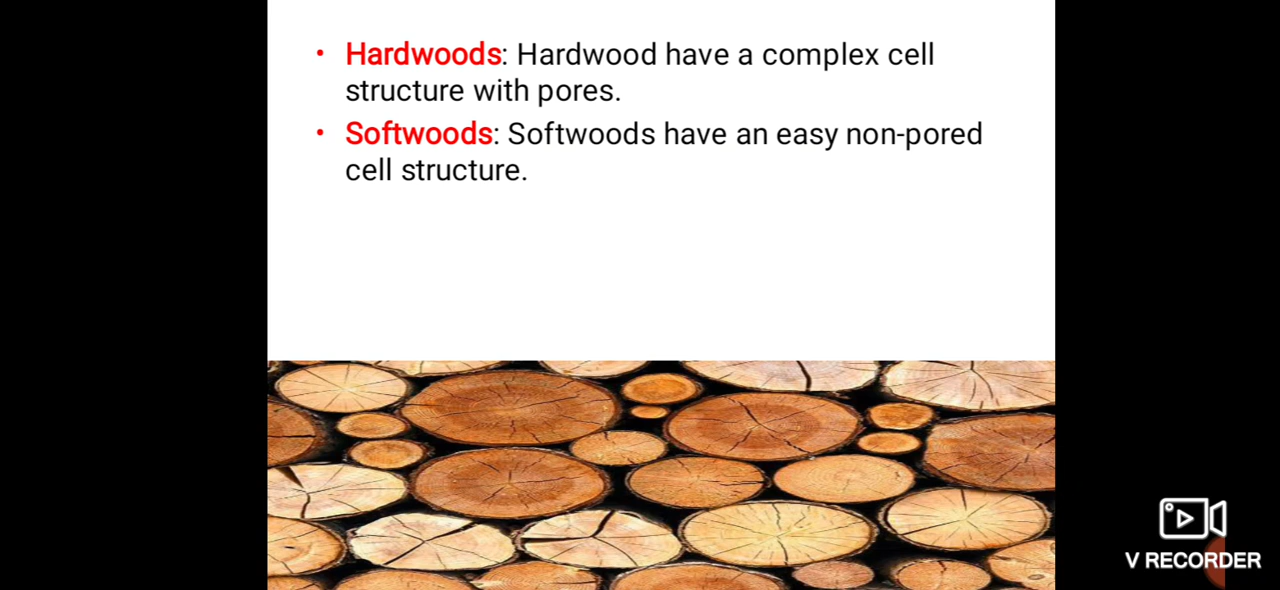 • Hardwoods: Hardwood have a complex cell
structure with pores.
• Softwoods: Softwoods have an easy non-pored
cell structure.
V RECORDER